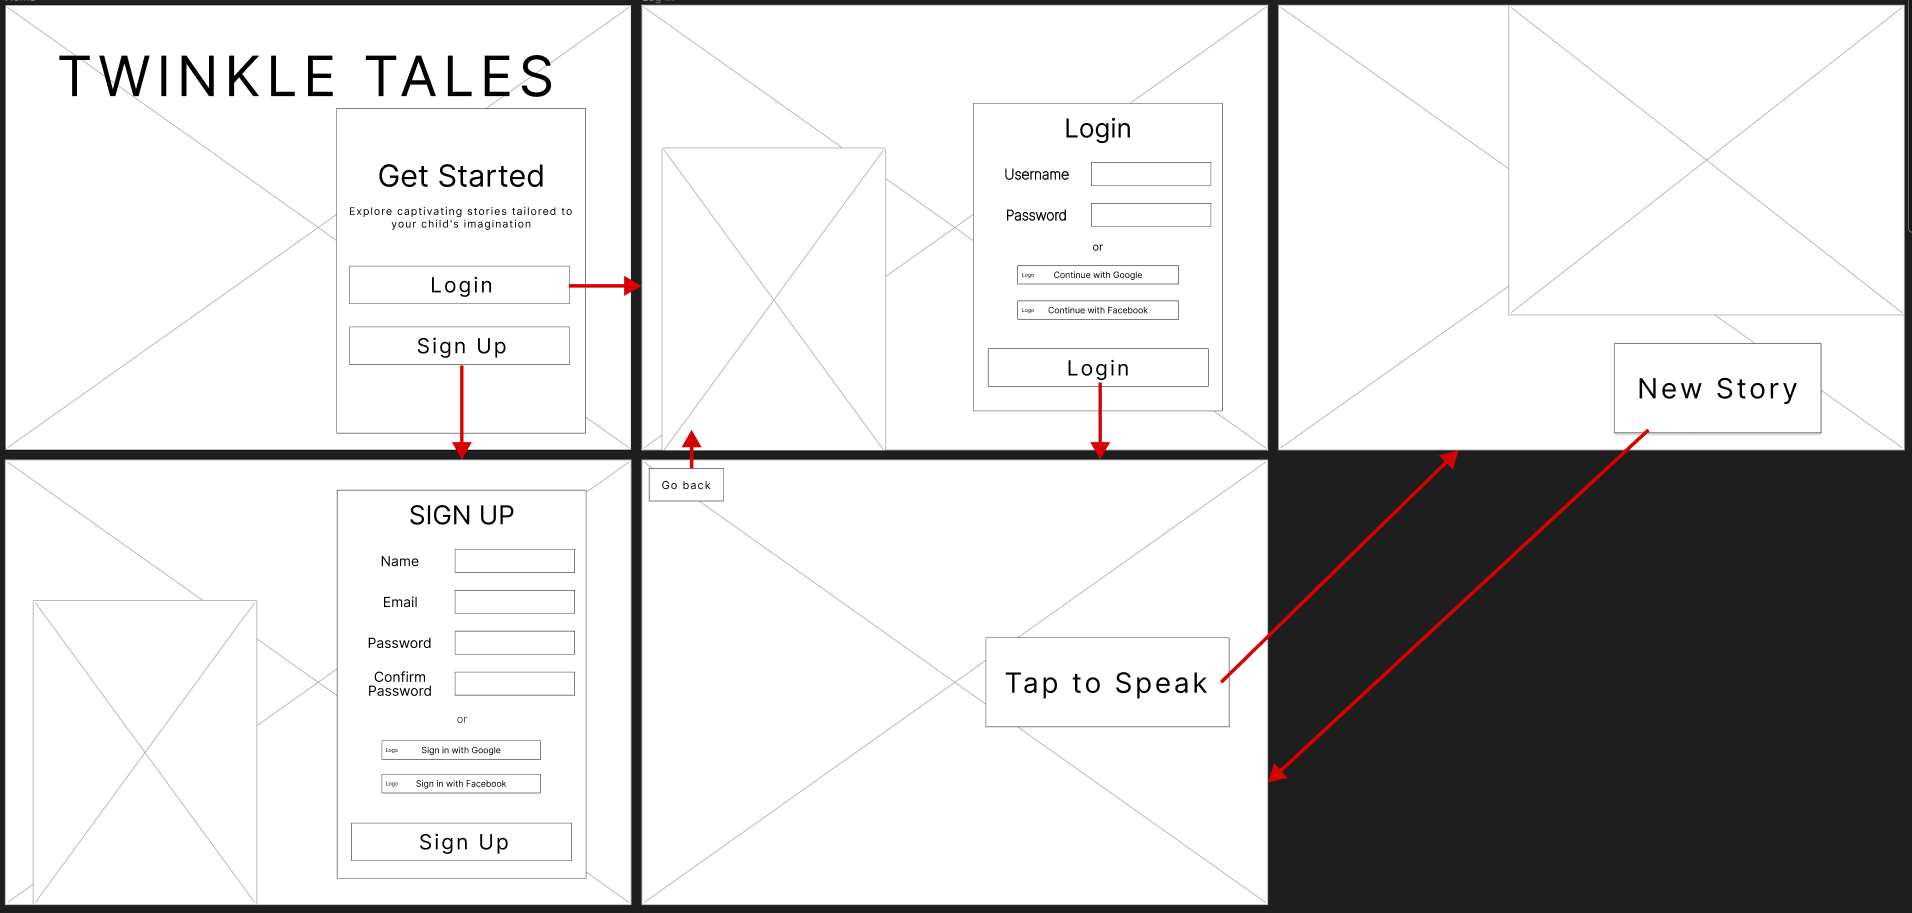 TWINKLE TALES
Get Started
Explore captivating stories tailored to
your child's imagination
Login
Sign Up
Login
Username
Password
or
Logo Continue with Google
Logo Continue with Facebook
Login
New Story
SIGN UP
Name
Email
Password
Confirm
Password
or
Logo Sign in with Google
Logo Sign in with Facebook
Sign Up
Go back
Tap to Speak